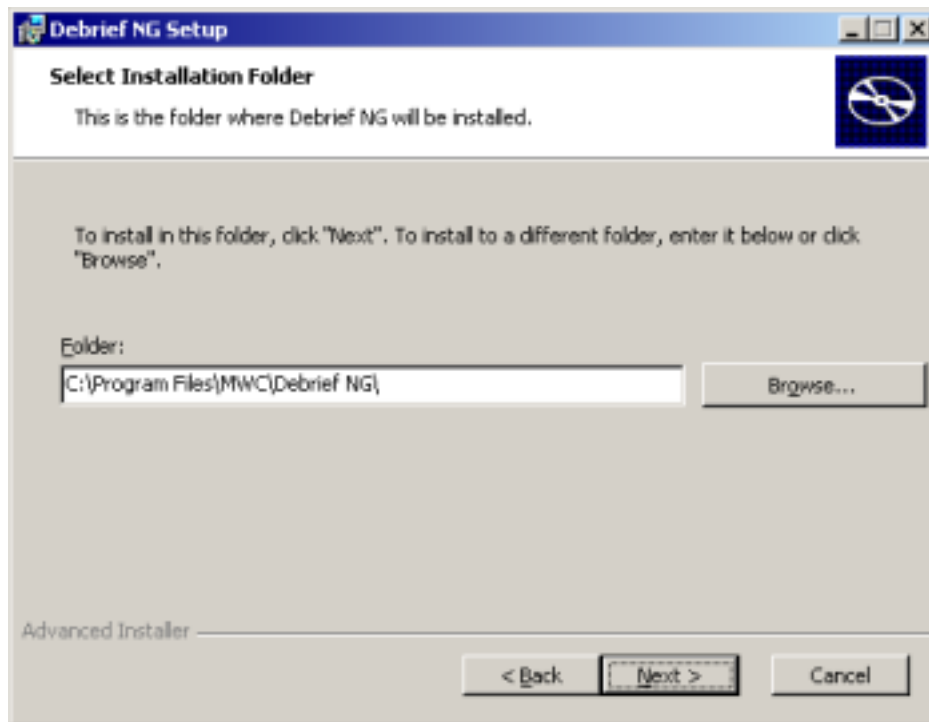 Debrief NG Setup
Select Installation Folder
This is the folder where Debrief NG will be installed.
To install in this folder, click "Next". To install to a different folder, enter it below or click
"Browse".
Folder:
C:\Program Files\MWC\Debrief NG\
Browse...
Advanced Installer
< Back
Next >
Cancel